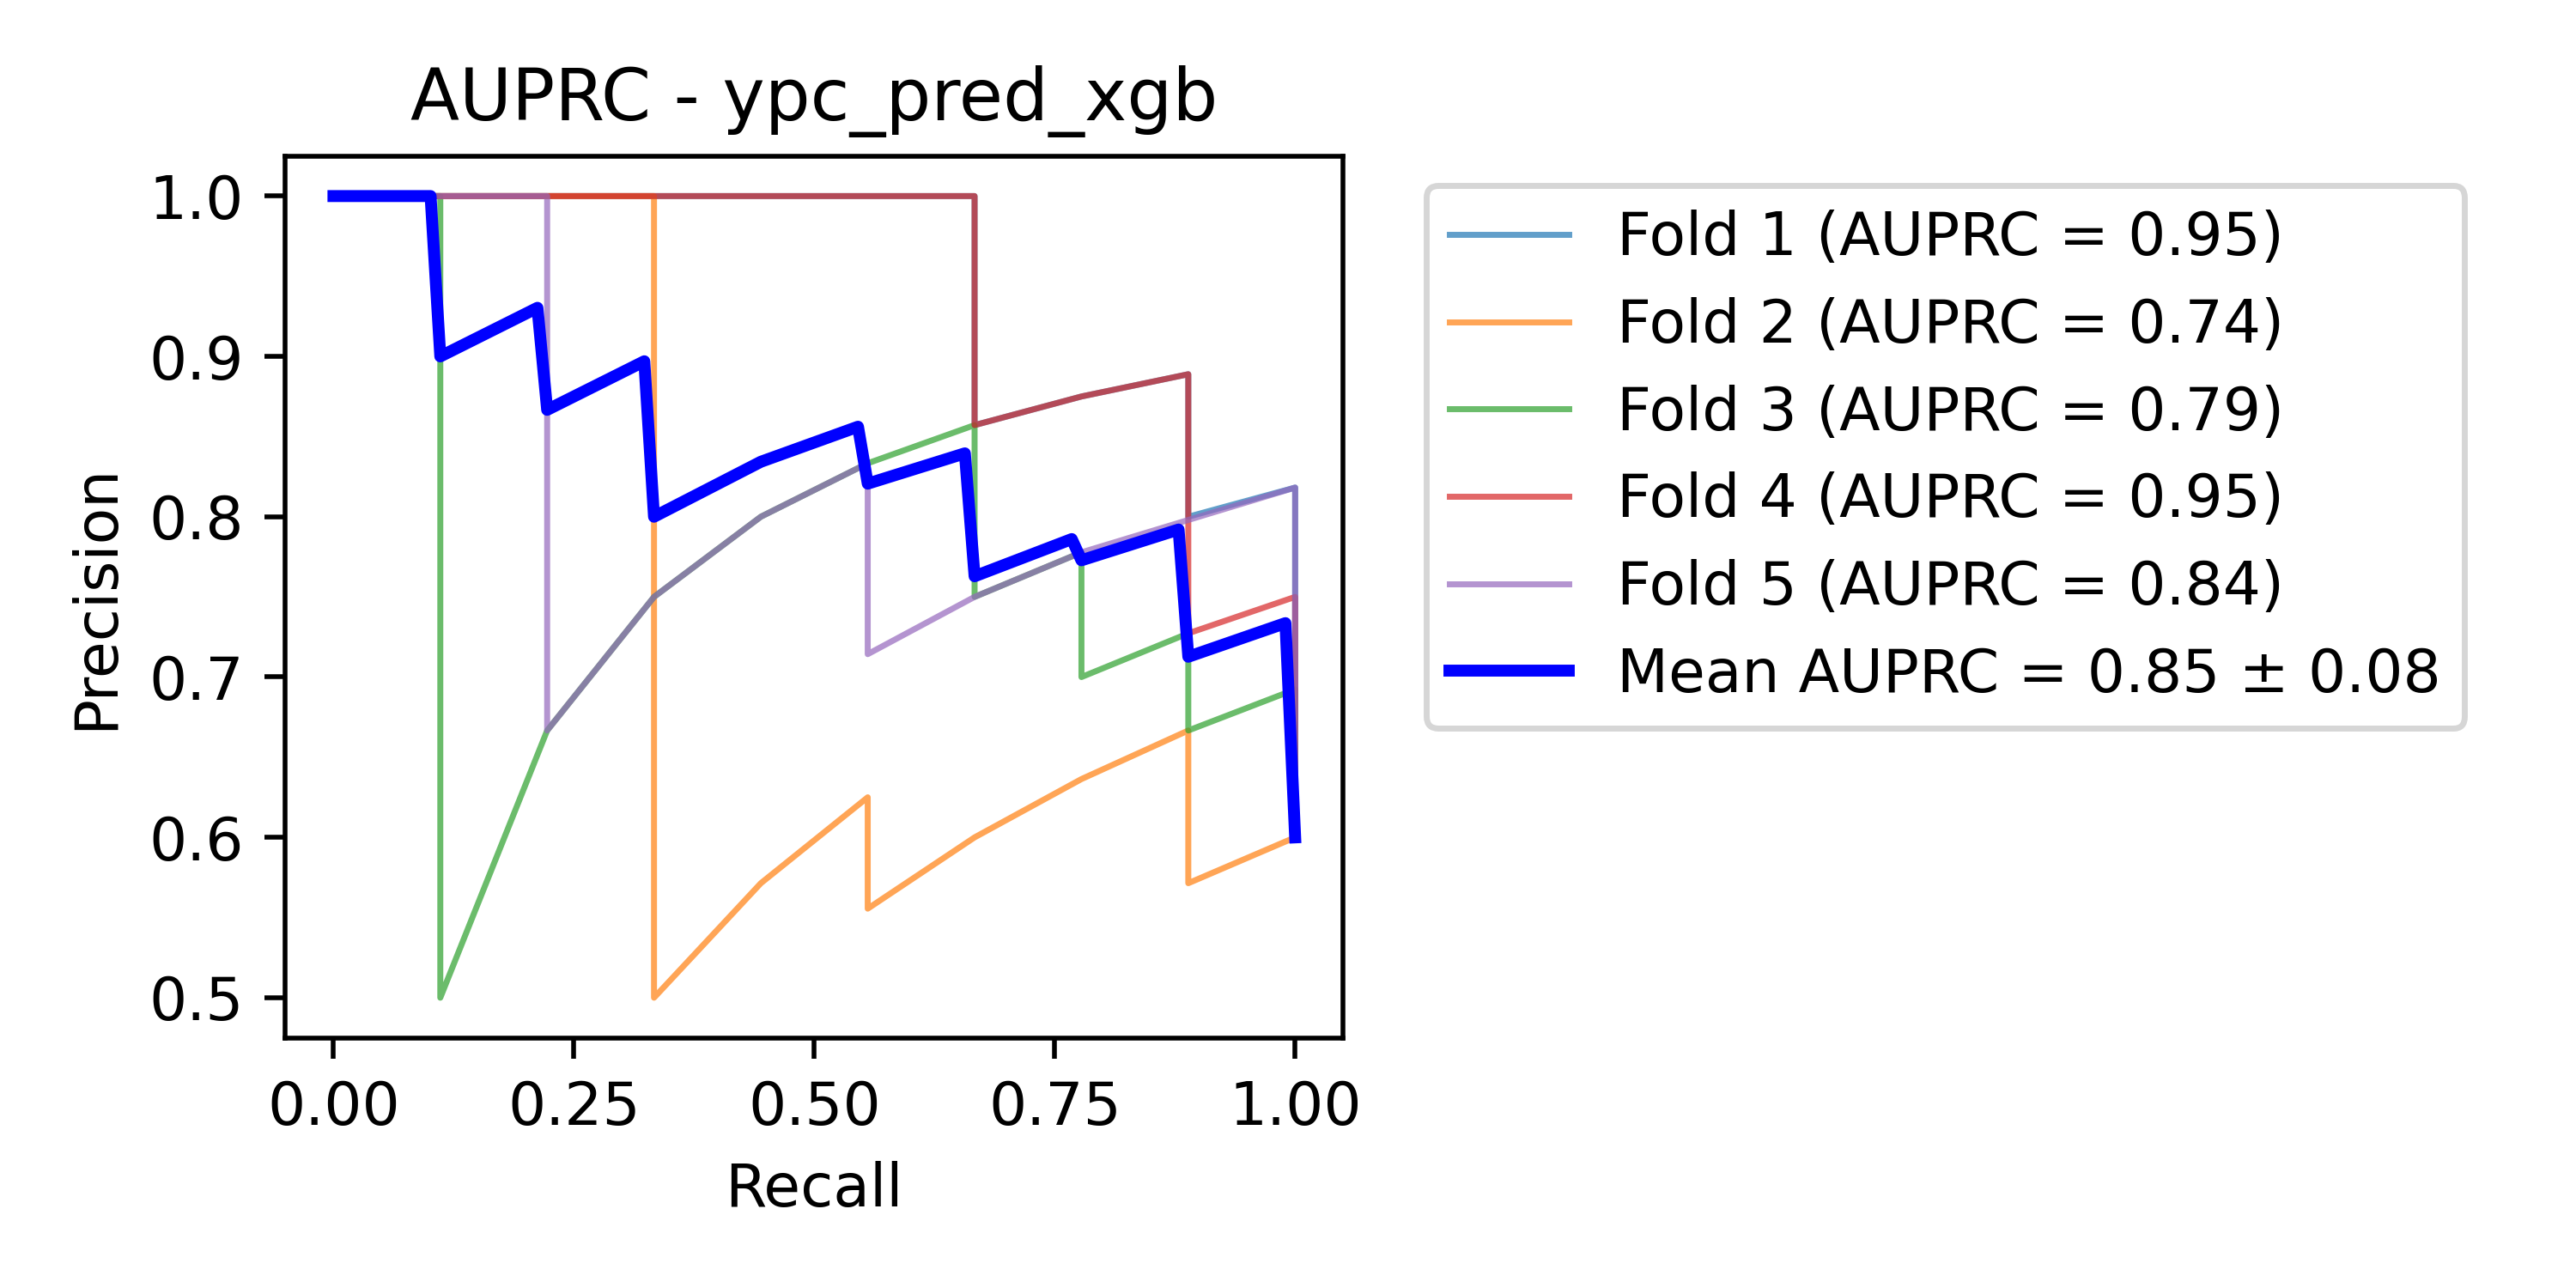 AUPRC - ypc_pred_xgb
1.0
0.9
0.8
0.7
0.6
0.5
Precision
0.00 0.25 0.50 0.75 1.00
Recall
Fold 1 (AUPRC = 0.95)
Fold 2 (AUPRC = 0.74)
Fold 3 (AUPRC = 0.79)
Fold 4 (AUPRC = 0.95)
Fold 5 (AUPRC = 0.84)
Mean AUPRC = 0.85 ± 0.08